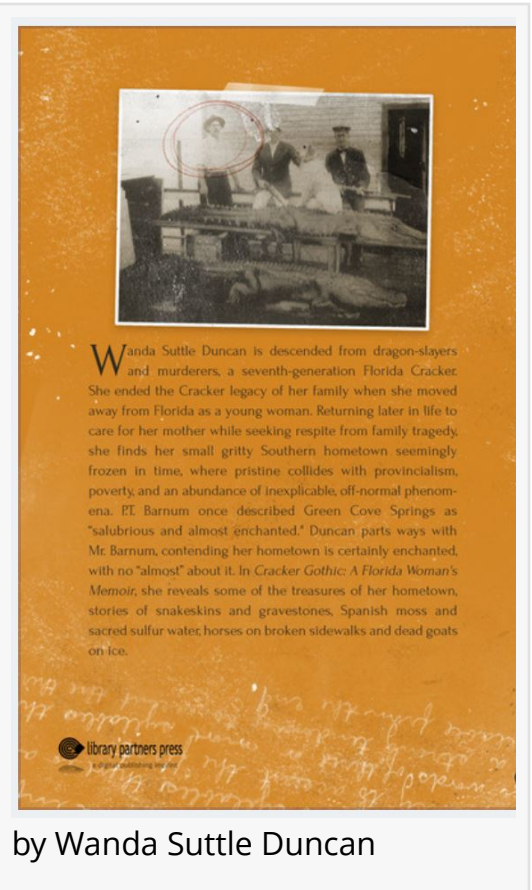 Wanda Suttle Duncan is descended from dragon-slayers
and murderers, a seventh-generation Florida Cracker.
She ended the Cracker legacy of her family when she moved
away from Florida as a young woman. Returning later in life to
care for her mother while seeking respite from family tragedy,
she finds her small gritty Southern hometown seemingly
frozen in time, where pristine collides with provincialism,
poverty, and an abundance of inexplicable, off-normal phenom-
ena. P.T. Barnum once described Green Cove Springs as
"salubrious and almost enchanted." Duncan parts ways with
Mr. Barnum, contending her hometown is certainly enchanted,
with no "almost" about it. In Cracker Gothic: A Florida Woman's
Memoir, she reveals some of the treasures of her hometown,
stories of snakeskins and gravestones, Spanish moss and
sacred sulfur water, horses on broken sidewalks and dead goats
on ice.
library partners press
a digital publishing
by Wanda Suttle Duncan